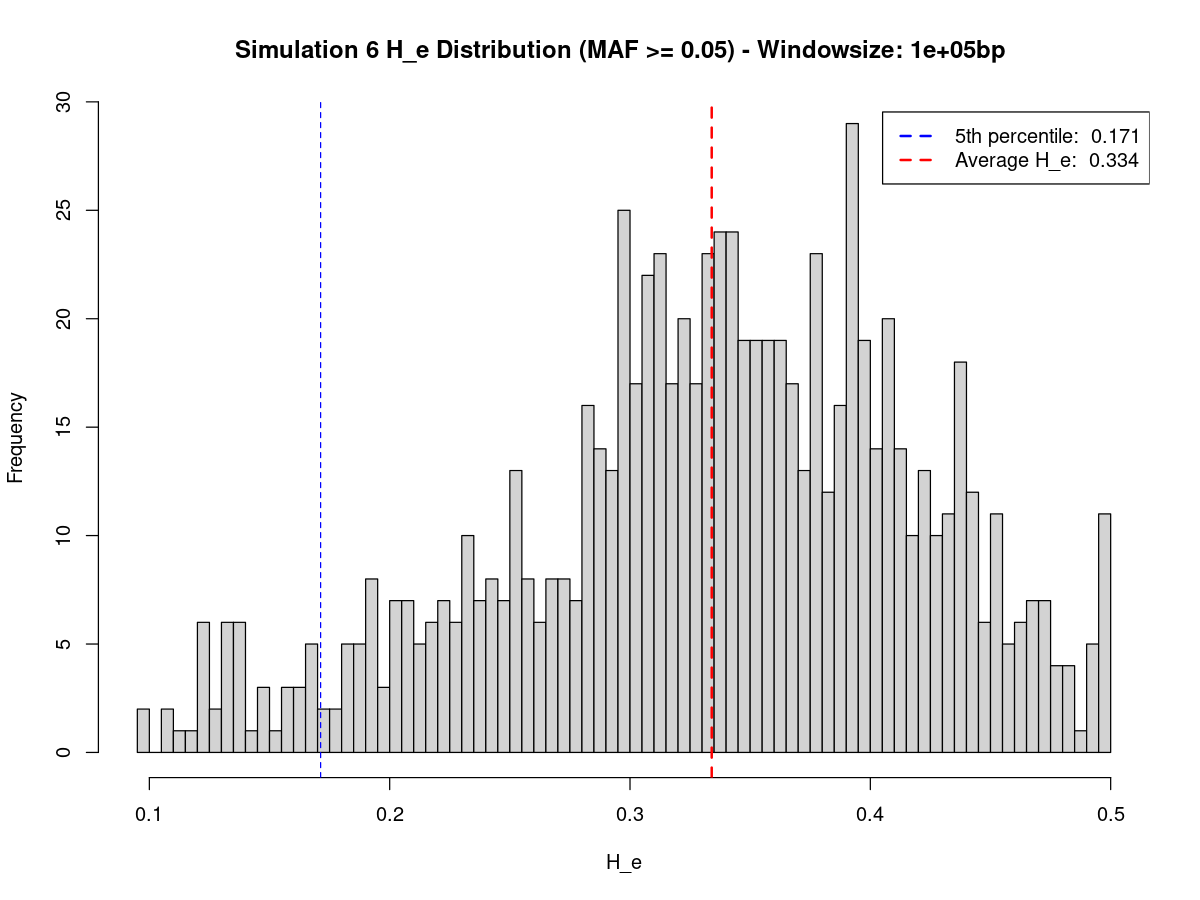 Simulation 6 H_e Distribution (MAF >= 0.05) - Windowsize: 1e+05bp
5th percentile: 0.171
Average H_e: 0.334
Frequency
30
25
20
15
10
5
0
0.1 0.2 0.3 0.4 0.5
H_e